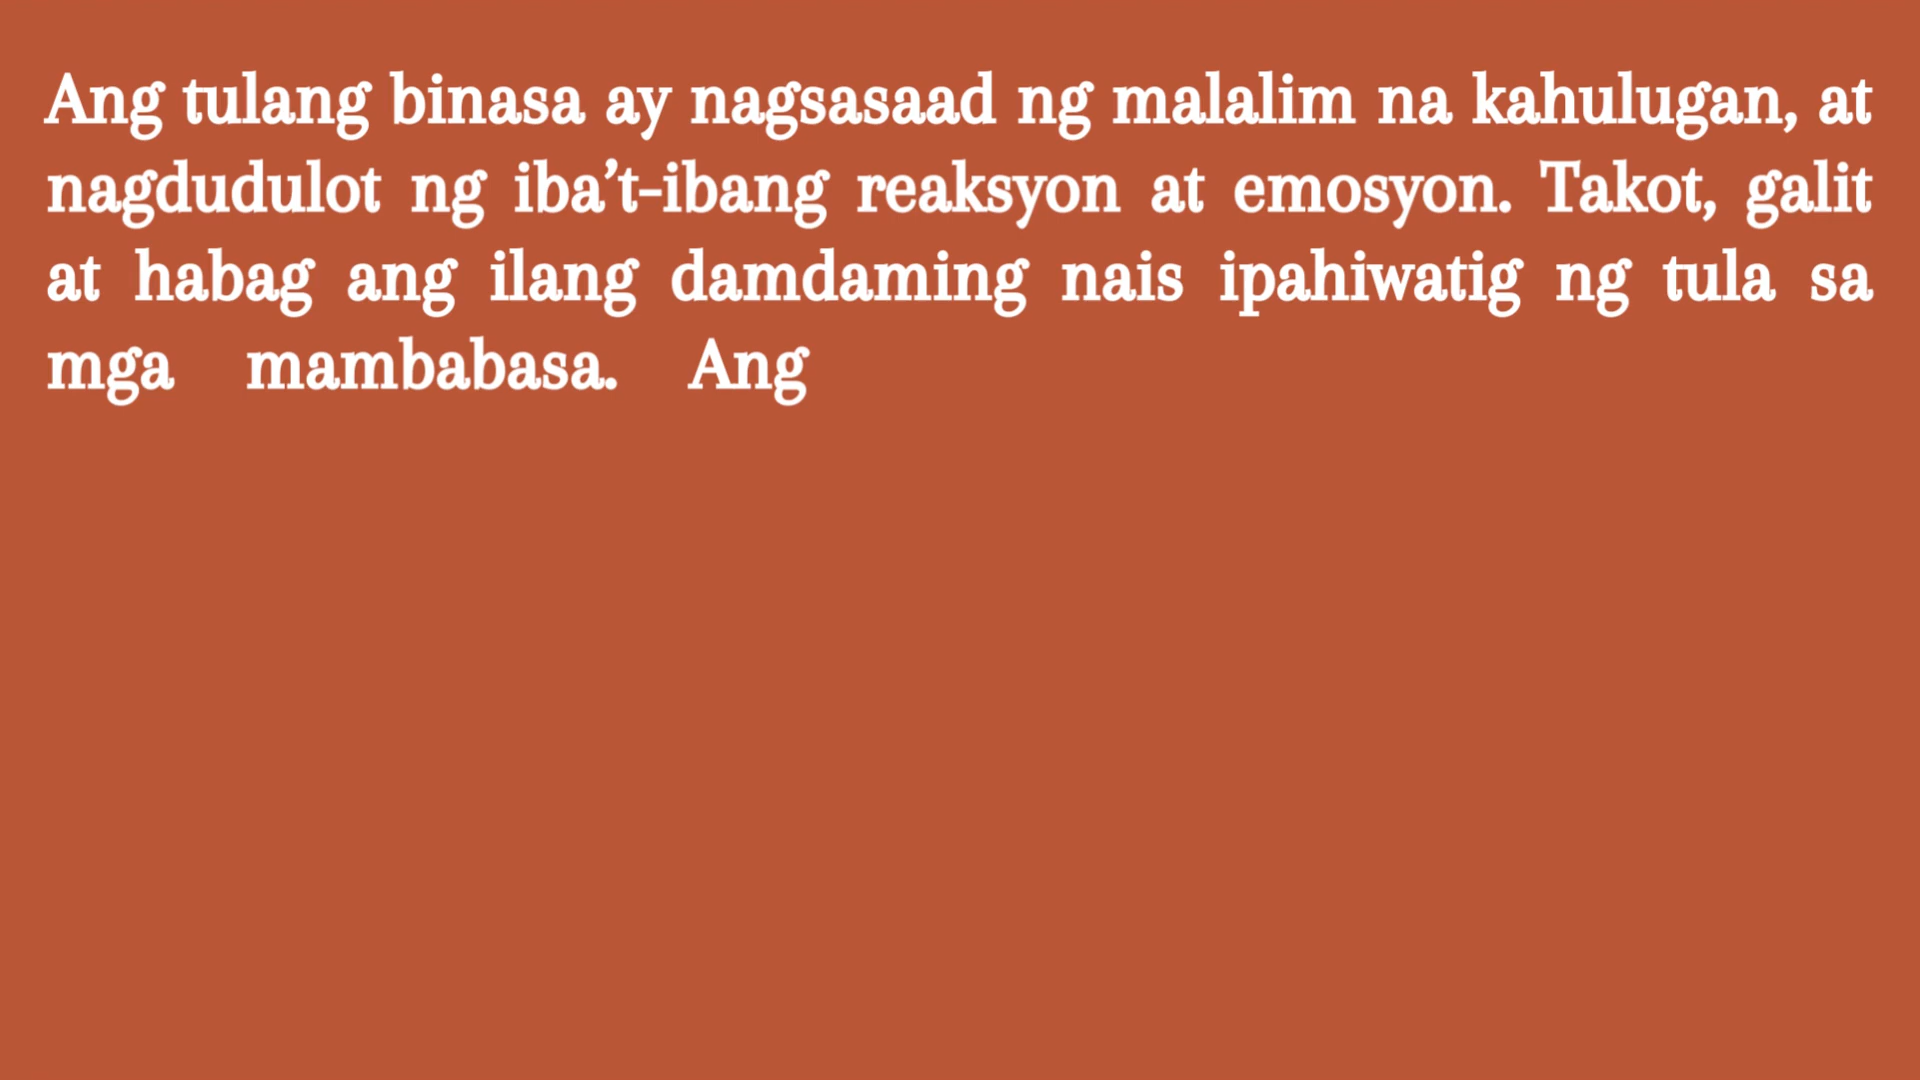 Ang tulang binasa ay nagsasaad ng malalim na kahulugan, at
nagdudulot ng iba’t-ibang reaksyon at emosyon. Takot, galit
at habag ang ilang damdaming nais ipahiwatig ng tula sa
mga mambabasa. Ang